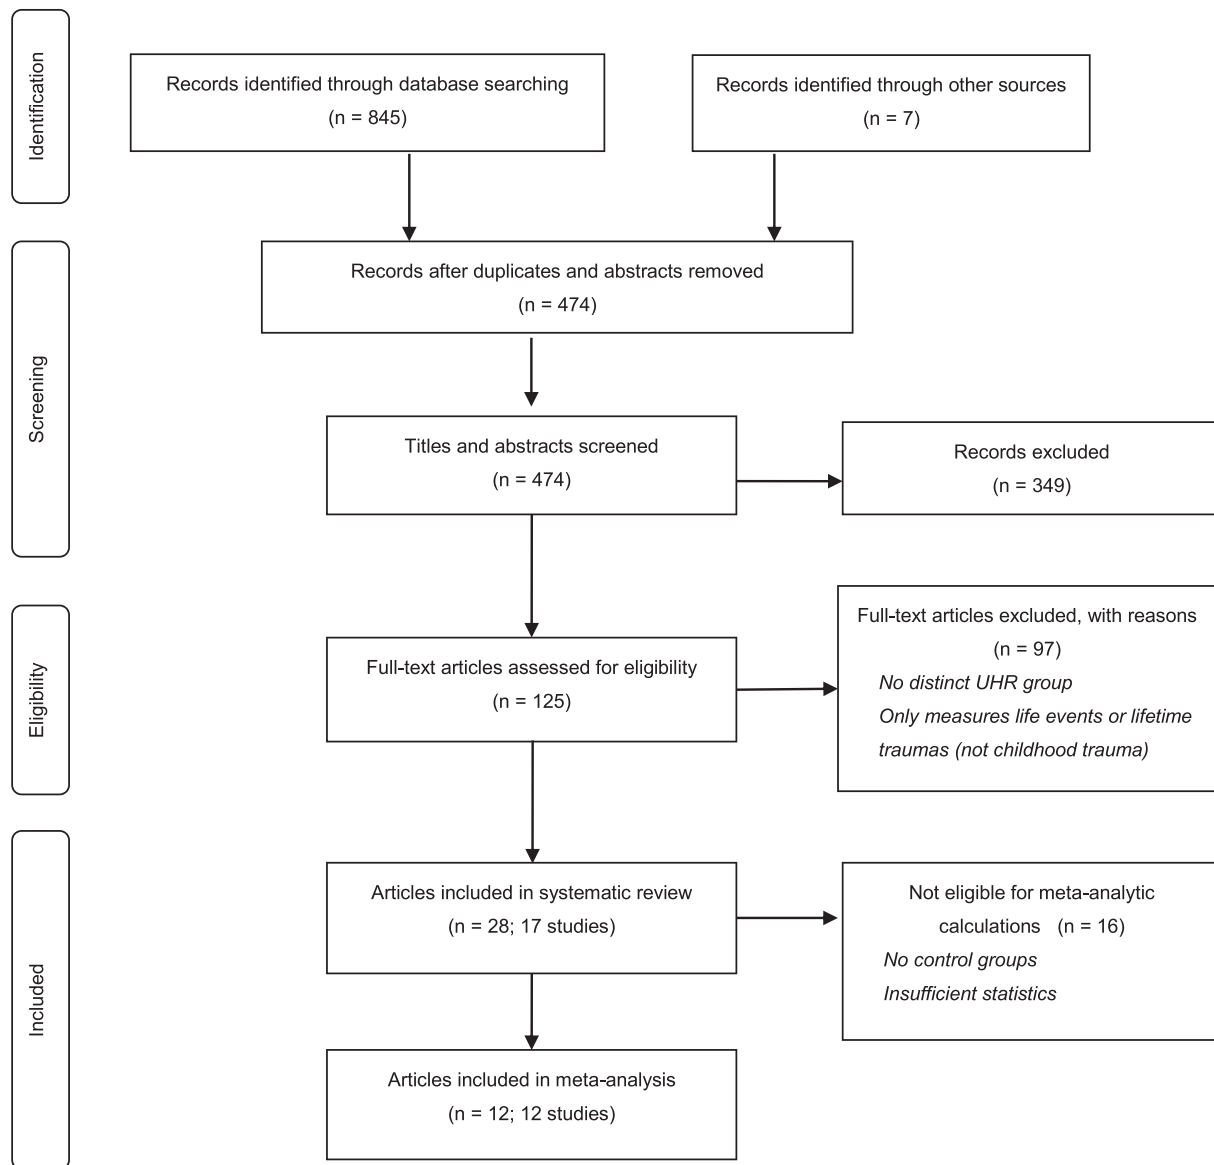 Identification
Records identified through database searching
(n = 845)
Records identified through other sources
(n = 7)
Screening
Records after duplicates and abstracts removed
(n = 474)
Titles and abstracts screened
(n = 474)
Records excluded
(n = 349)
Eligibility
Full-text articles assessed for eligibility
(n = 125)
Full-text articles excluded, with reasons
(n = 97)
No distinct UHR group
Only measures life events or lifetime
traumas (not childhood trauma)
Included
Articles included in systematic review
(n = 28; 17 studies)
Not eligible for meta-analytic
calculations (n = 16)
No control groups
Insufficient statistics
Articles included in meta-analysis
(n = 12; 12 studies)